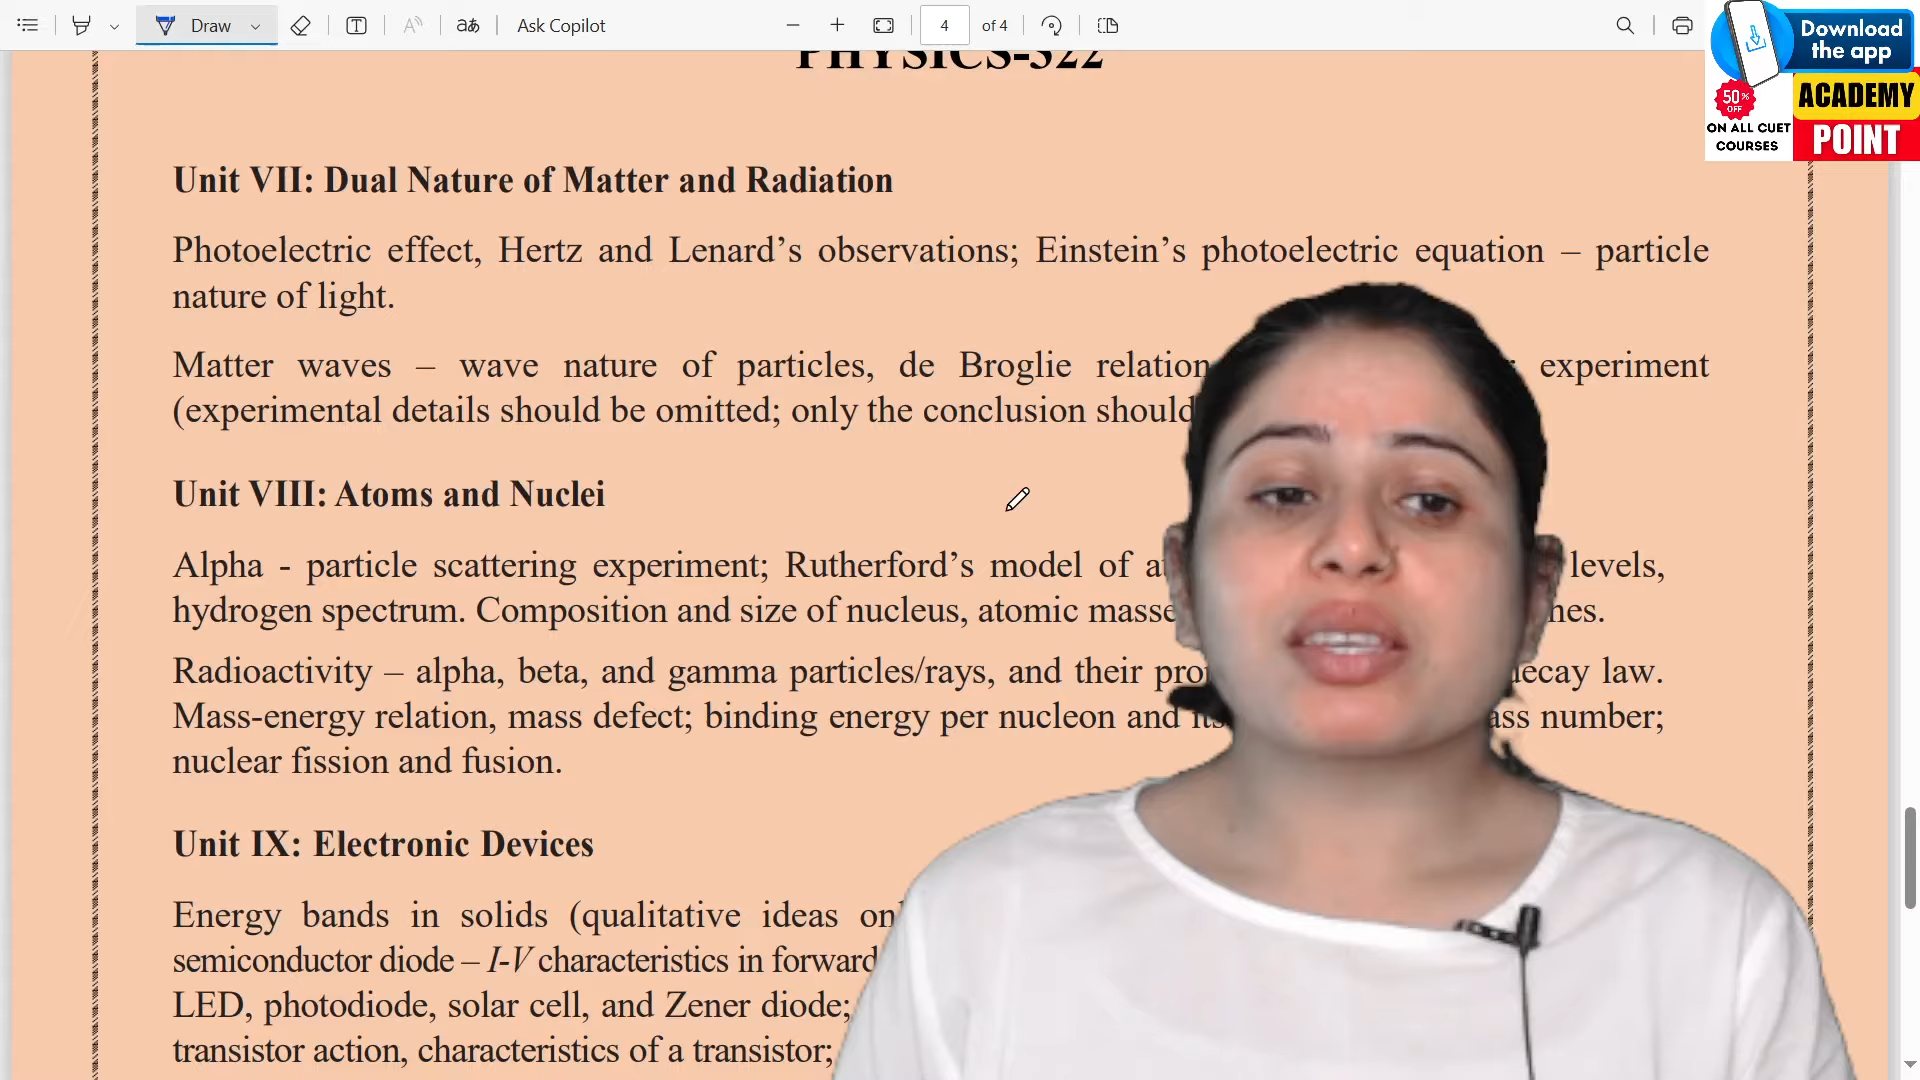 Draw
Ask Copilot
4 of 4
Download
the app
50%
OFF
ON ALL CUET
COURSES
ACADEMY
POINT
PHYSICS-322
Unit VII: Dual Nature of Matter and Radiation
Photoelectric effect, Hertz and Lenard’s observations; Einstein’s photoelectric equation – particle
nature of light.
Matter waves – wave nature of particles, de Broglie relation experiment
(experimental details should be omitted; only the conclusion should
Unit VIII: Atoms and Nuclei
Alpha - particle scattering experiment; Rutherford’s model of levels,
hydrogen spectrum. Composition and size of nucleus, atomic
Radioactivity – alpha, beta, and gamma particles/rays, and their decay law.
Mass-energy relation, mass defect; binding energy per nucleon and number;
nuclear fission and fusion.
Unit IX: Electronic Devices
Energy bands in solids (qualitative ideas
semiconductor diode – I-V characteristics in forward
LED, photodiode, solar cell, and Zener diode;
transistor action, characteristics of a transistor;